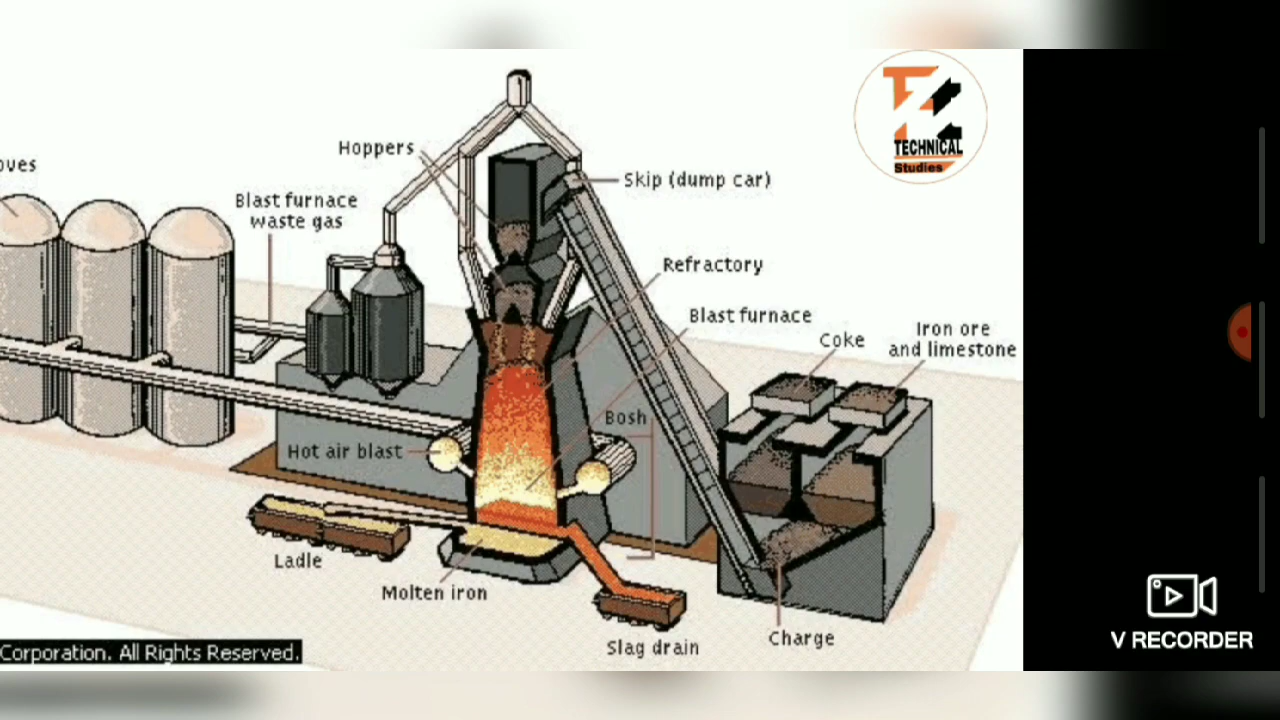 oves
Hoppers
Blast furnace
waste gas
Skip (dump car)
TECHNICAL
Studies
Refractory
Blast furnace
Coke
Iron ore
and limestone
Bosh
Hot air blast
Ladle
Molten iron
Slag drain
Charge
Corporation. All Rights Reserved.
V RECORDER